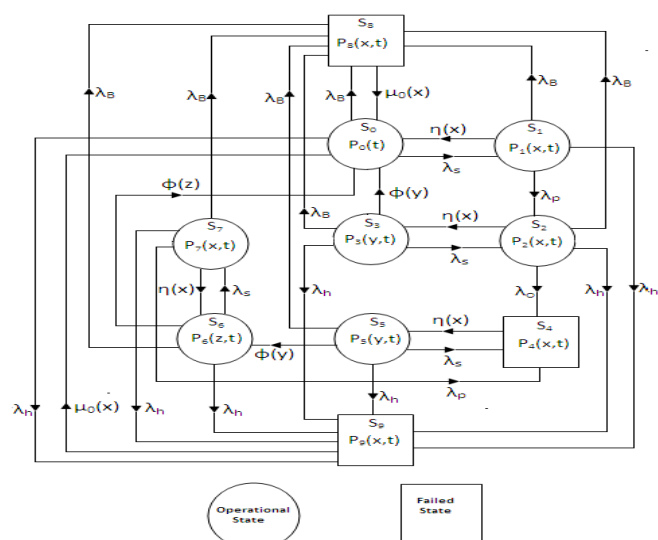 S₈
P₈(x,t)
λB
λB
λB
λB
μ₀(x)
λB
λB
S₀
P₀(t)
η(x)
λs
S₁
P₁(x,t)
ϕ(z)
ϕ(y)
λp
S₇
P₇(x,t)
λB
S₃
P₃(y,t)
η(x)
λs
S₂
P₂(x,t)
η(x)
λs
λh
λo
λh
λh
S₆
P₆(z,t)
ϕ(y)
S₅
P₅(y,t)
η(x)
λs
S₄
P₄(x,t)
λh
μ₀(x)
λh
λh
λh
λp
S₉
P₉(x,t)
Operational
State
Failed
State